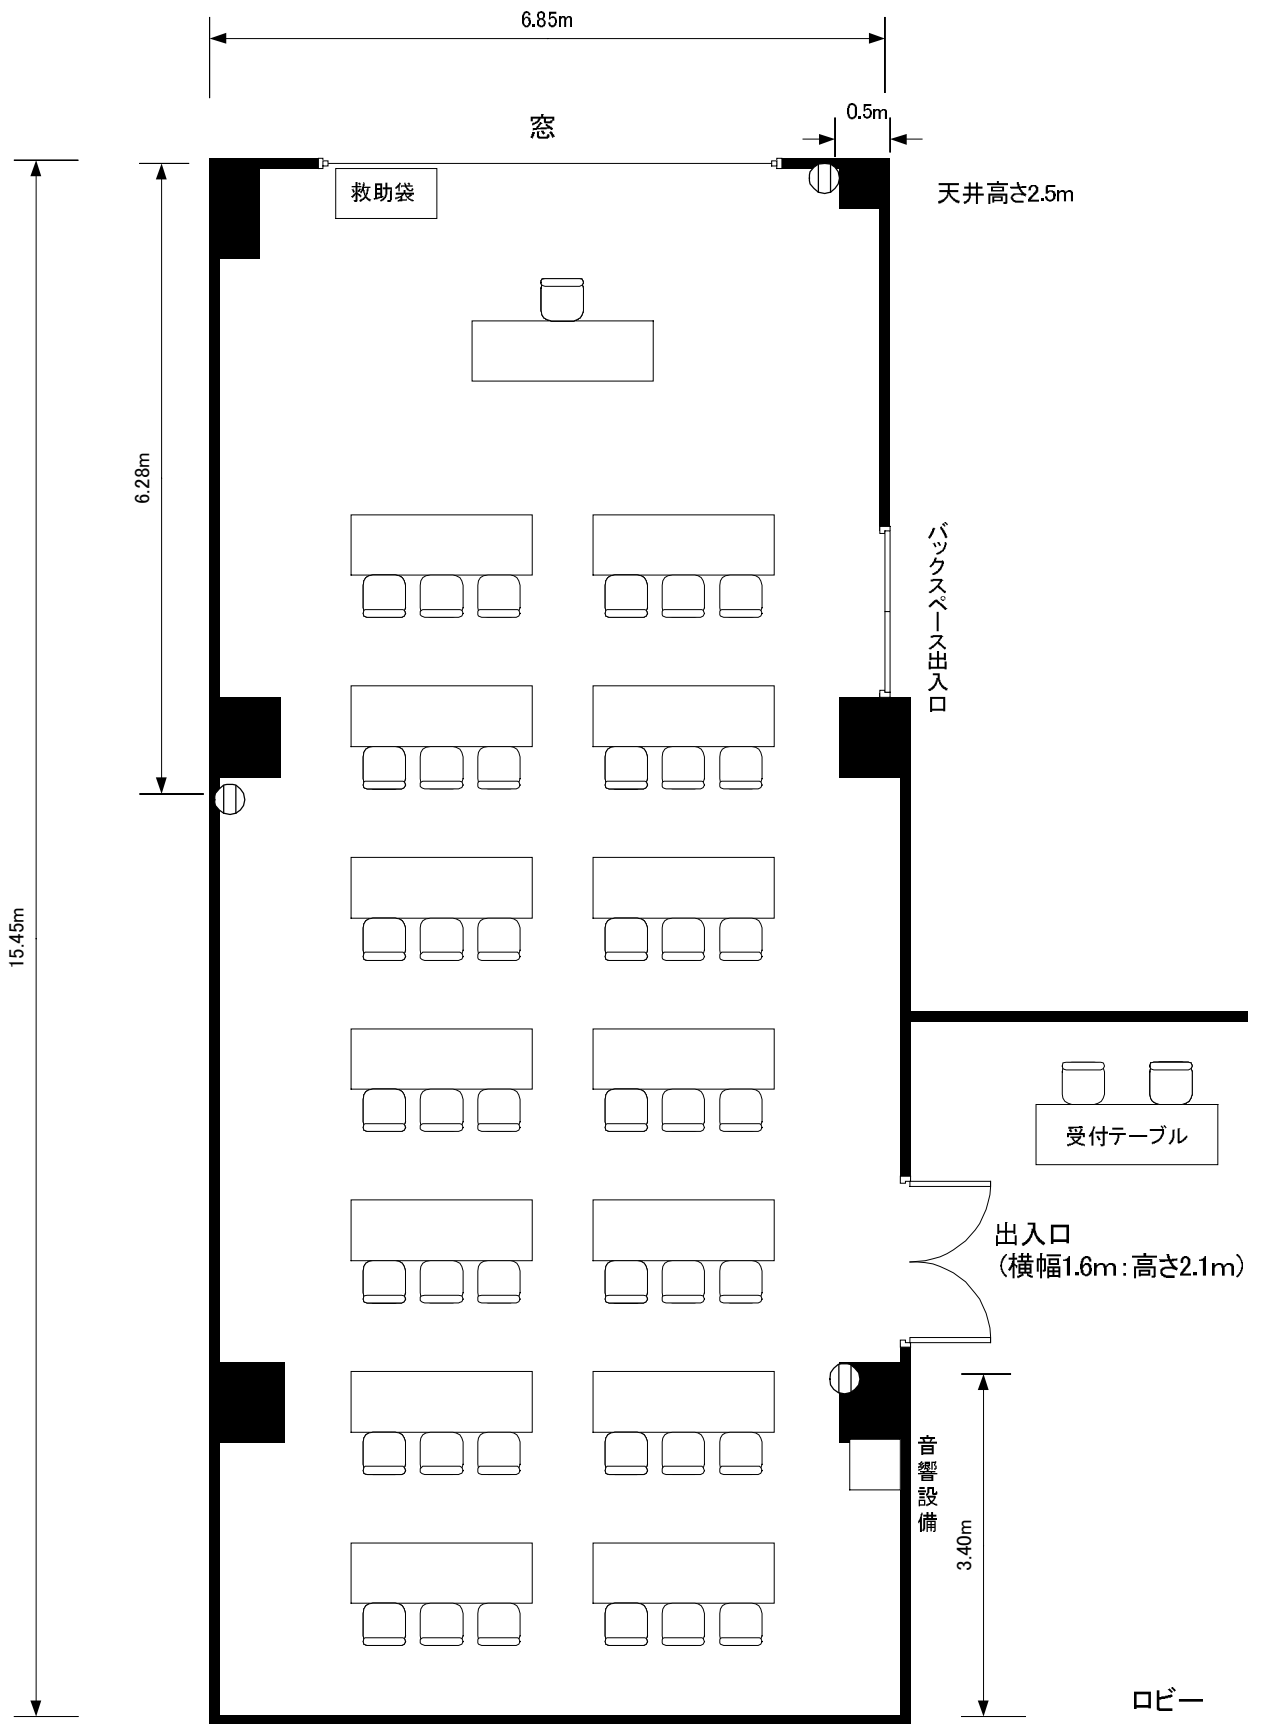 6.85m
0.5m
窓
救助袋
天井高さ2.5m
6.28m
バックスペース出入口
15.45m
受付テーブル
出入口
（横幅1.6m：高さ2.1m）
音響設備
3.40m
ロビー